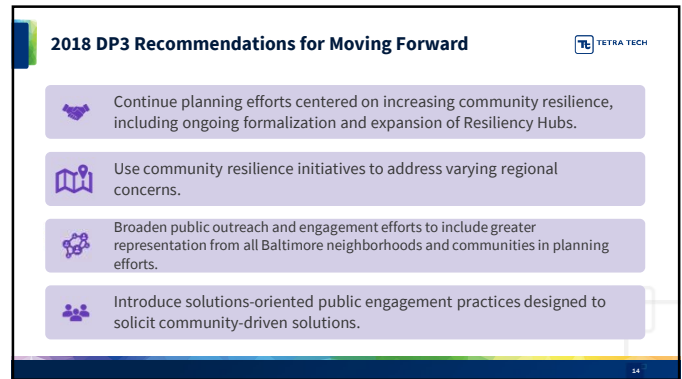 2018 DP3 Recommendations for Moving Forward
Tt TETRA TECH
Continue planning efforts centered on increasing community resilience,
including ongoing formalization and expansion of Resiliency Hubs.
Use community resilience initiatives to address varying regional
concerns.
Broaden public outreach and engagement efforts to include greater
representation from all Baltimore neighborhoods and communities in planning
efforts.
Introduce solutions-oriented public engagement practices designed to
solicit community-driven solutions.
14